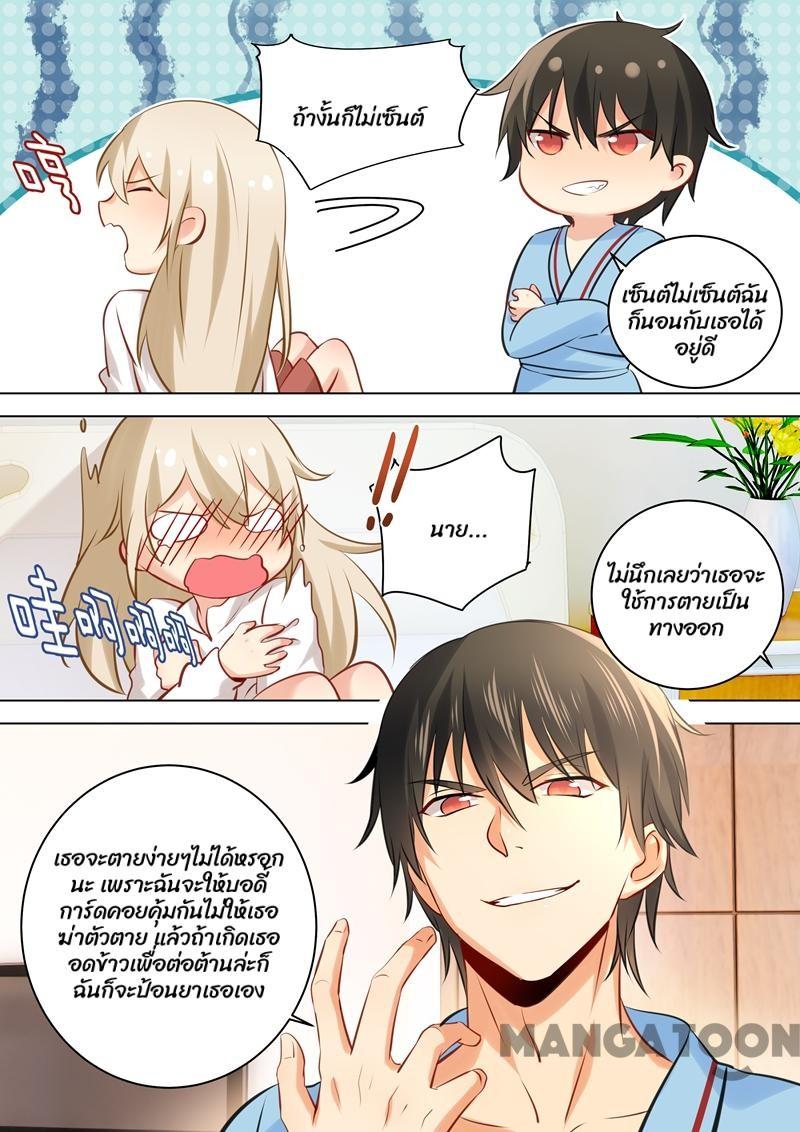 ถ้างั้นก็ไม่เซ็นต์
哼
เซ็นต์ไม่เซ็นต์ฉัน
ก็นอนกับเธอได้
อยู่ดี
!!
นาย...
哇啊啊啊
ไม่นึกเลยว่าเธอจะ
ใช้การตายเป็น
ทางออก
เธอจะตายง่ายๆไม่ได้หรอก
นะ เพราะฉันจะให้บอดี้
การ์ดคอยคุ้มกันไม่ให้เธอ
ฆ่าตัวตาย แล้วถ้าเกิดเธอ
อดข้าวเพื่อต่อต้านล่ะก็
ฉันก็จะป้อนยาเธอเอง
MANGATOON